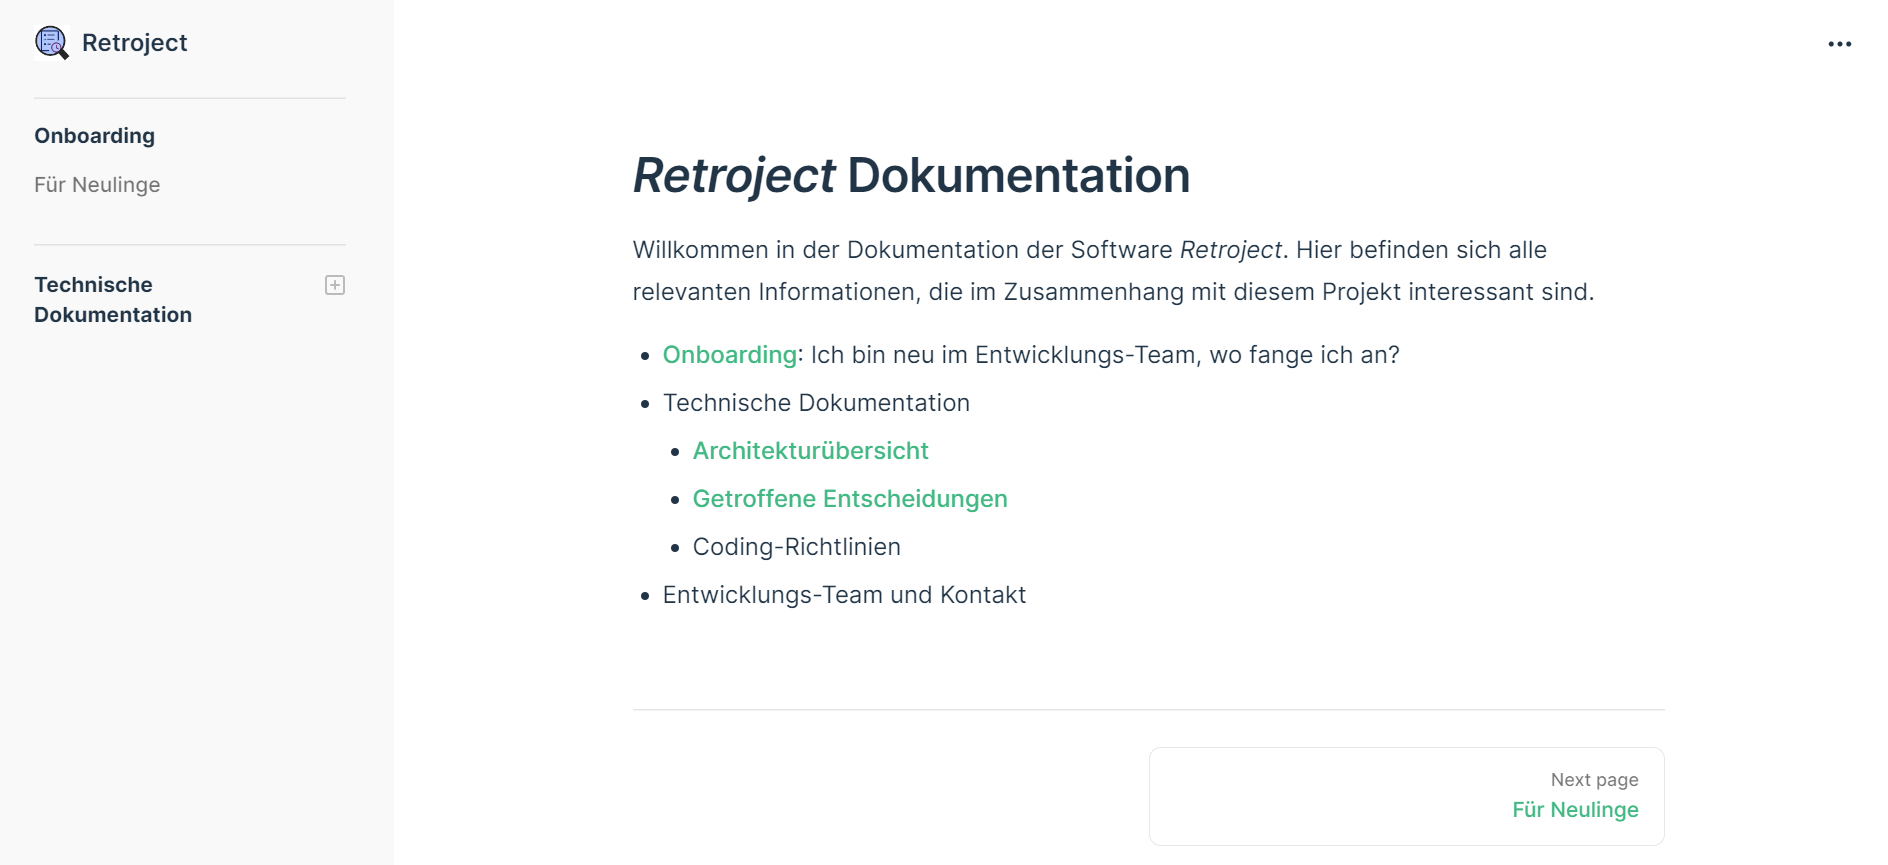 Retroject
Onboarding
Für Neulinge
Technische
Dokumentation
Retroject Dokumentation
Willkommen in der Dokumentation der Software Retroject. Hier befinden sich alle
relevanten Informationen, die im Zusammenhang mit diesem Projekt interessant sind.
Onboarding: Ich bin neu im Entwicklungs-Team, wo fange ich an?
Technische Dokumentation
Architekturübersicht
Getroffene Entscheidungen
Coding-Richtlinien
Entwicklungs-Team und Kontakt
Next page
Für Neulinge